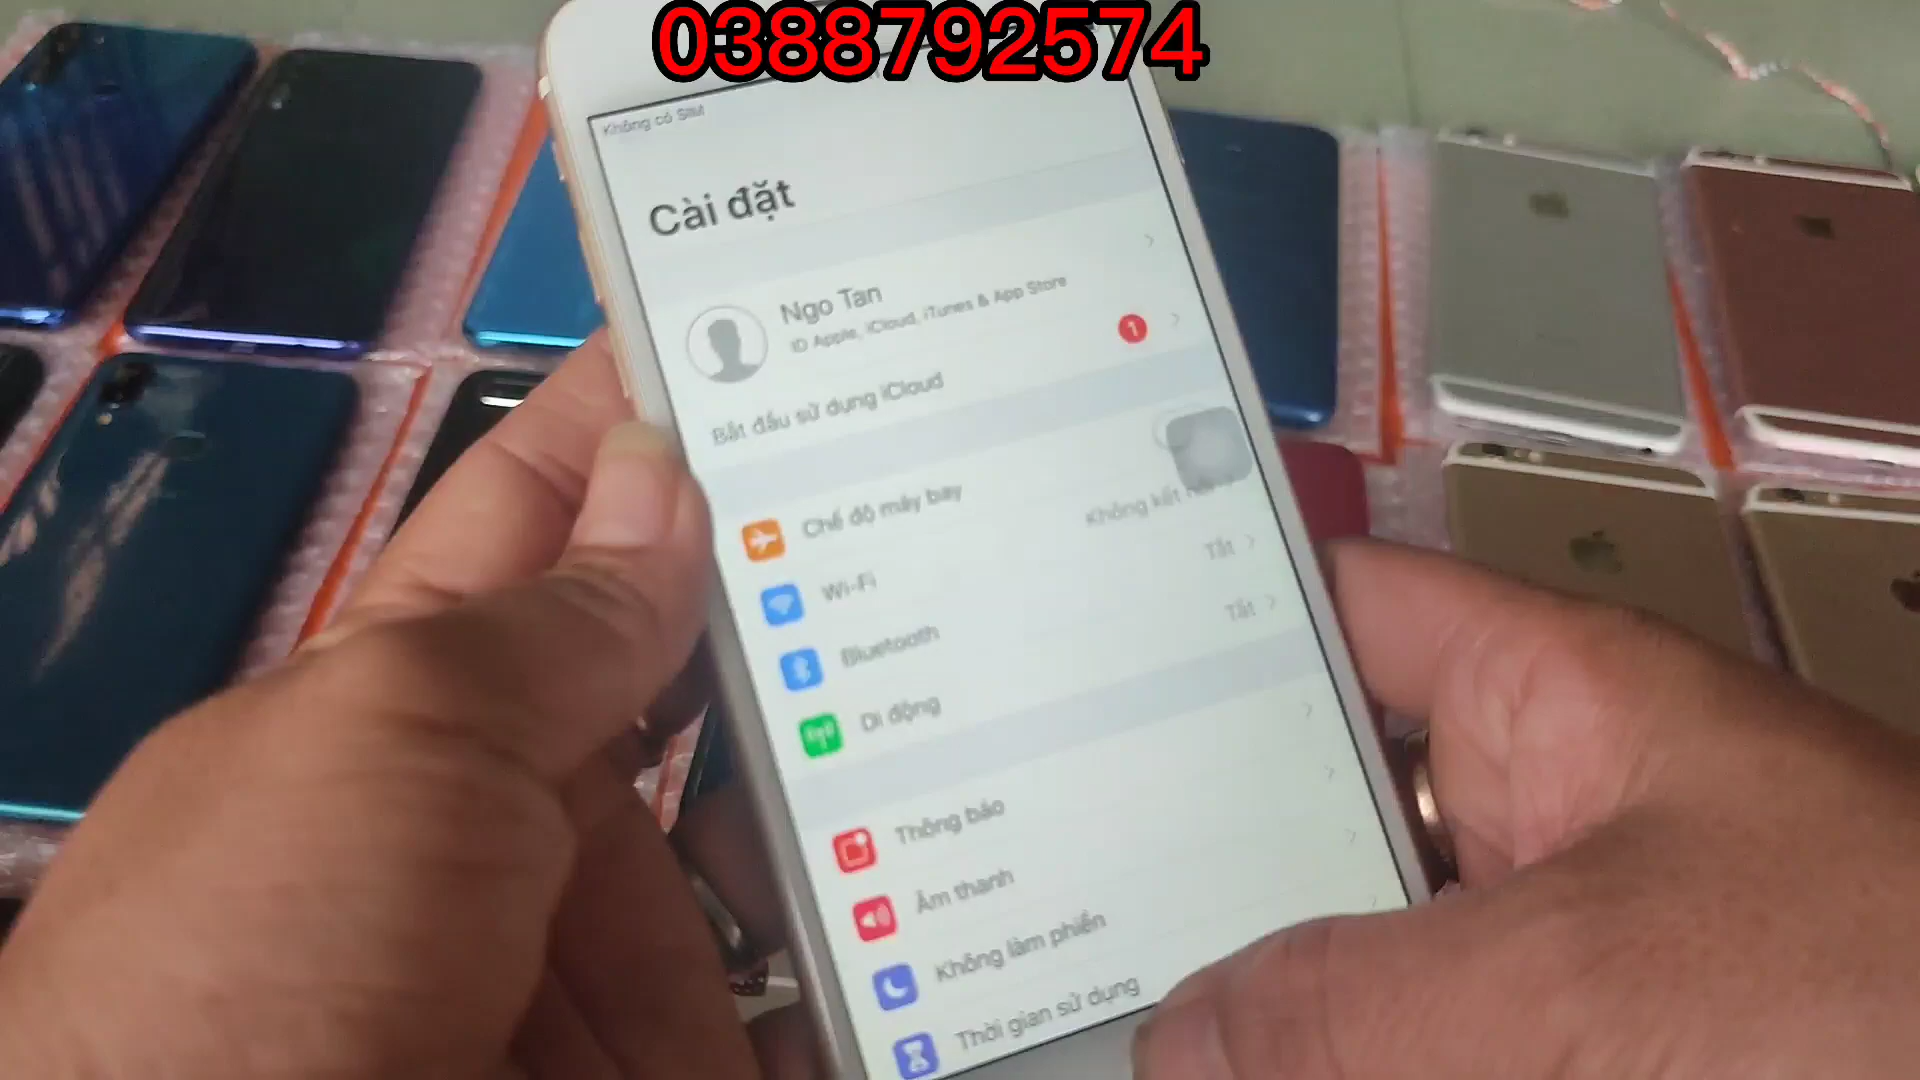 0388792574
Không có SIM
Cài đặt
Ngo Tan
ID Apple, iCloud, iTunes & App Store
Bắt đầu sử dụng iCloud
1
Chế độ máy bay
Wi-Fi
Không kết nối
Bluetooth
Tắt
Di động
Tắt
Thông báo
Âm thanh
Không làm phiền
Thời gian sử dụng